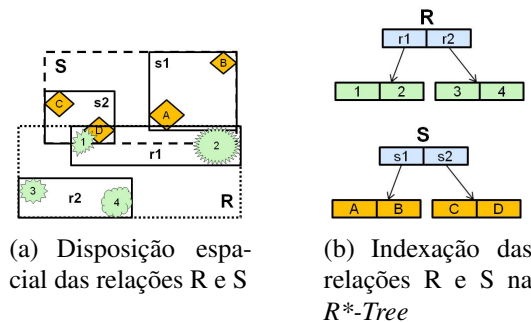 S
s1
B
C
s2
A
D
1
2
r1
3
r2
4
R
(a) Disposição espa-
cial das relações R e S
R
r1 r2
1 2 3 4
S
s1 s2
A B C D
(b) Indexação das
relações R e S na
R*-Tree